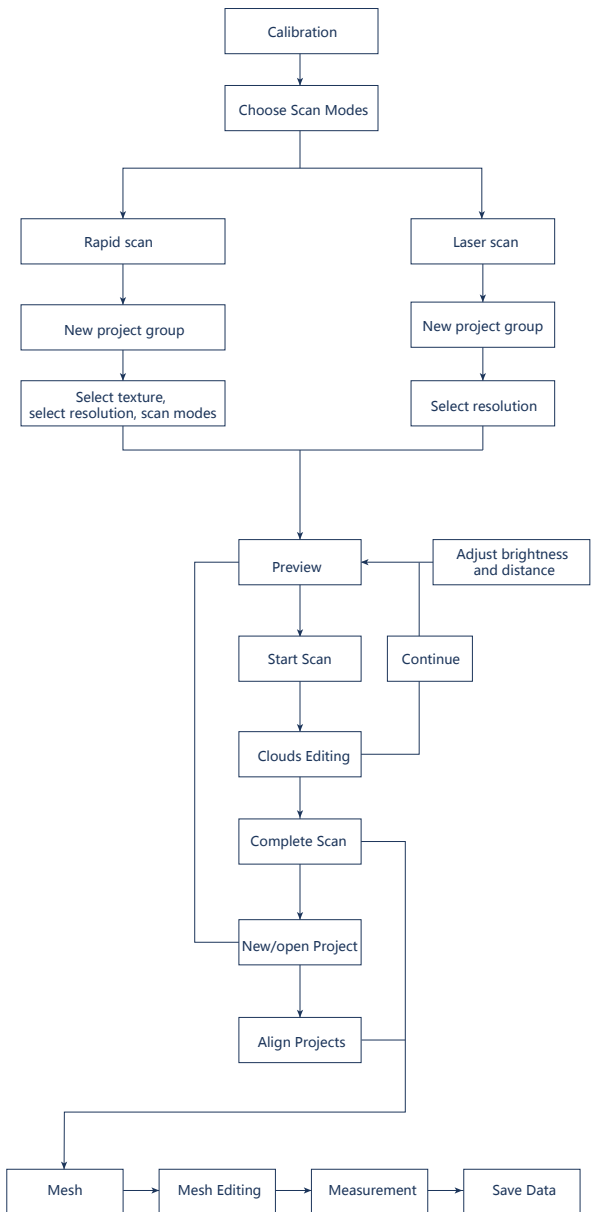 Calibration
Choose Scan Modes
Rapid scan
Laser scan
New project group
New project group
Select texture,
select resolution, scan modes
Select resolution
Preview
Adjust brightness
and distance
Start Scan
Continue
Clouds Editing
Complete Scan
New/open Project
Align Projects
Mesh
Mesh Editing
Measurement
Save Data